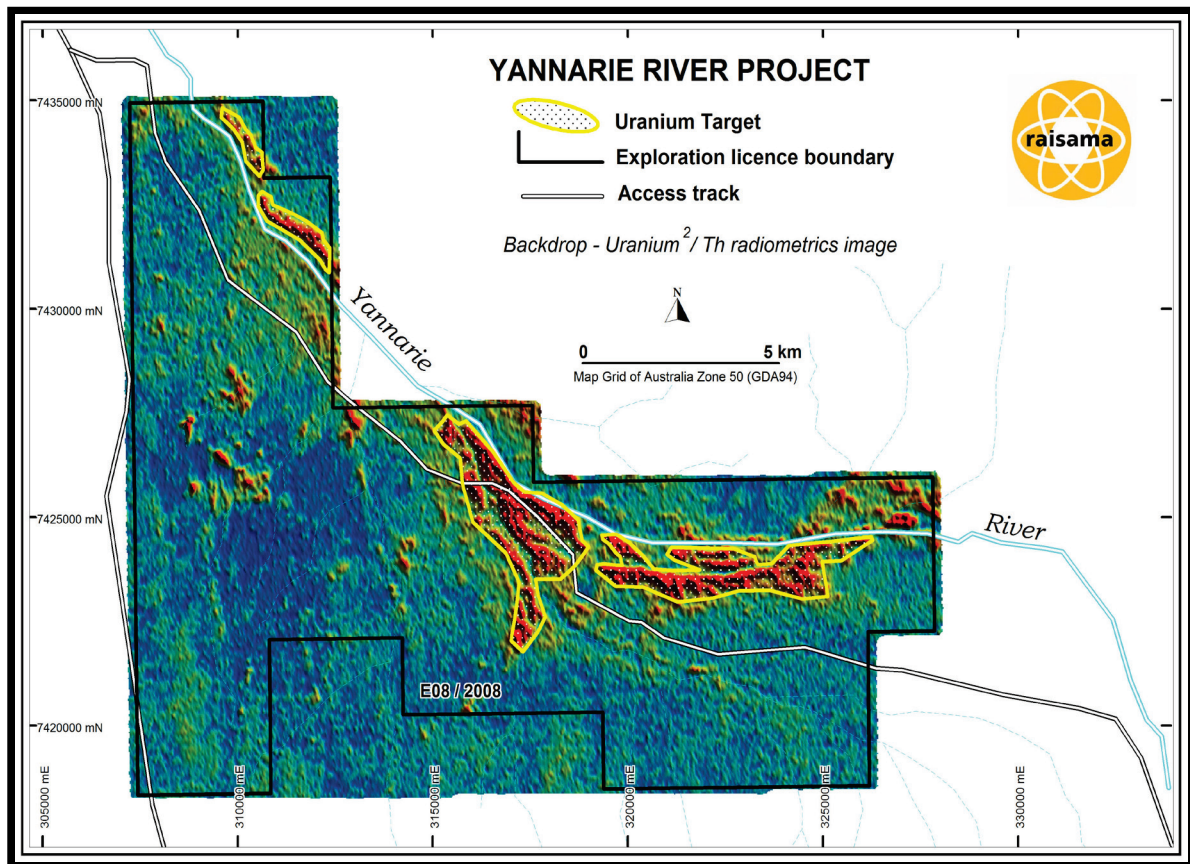 YANNARIE RIVER PROJECT
Uranium Target
Exploration licence boundary
Access track
Backdrop - Uranium²/ Th radiometrics image
raisama
N
0 5 km
Map Grid of Australia Zone 50 (GDA94)
7435000 mN
7430000 mN
7425000 mN
7420000 mN
Yannarie
River
E08 / 2008
305000 mE
310000 mE
315000 mE
320000 mE
325000 mE
330000 mE